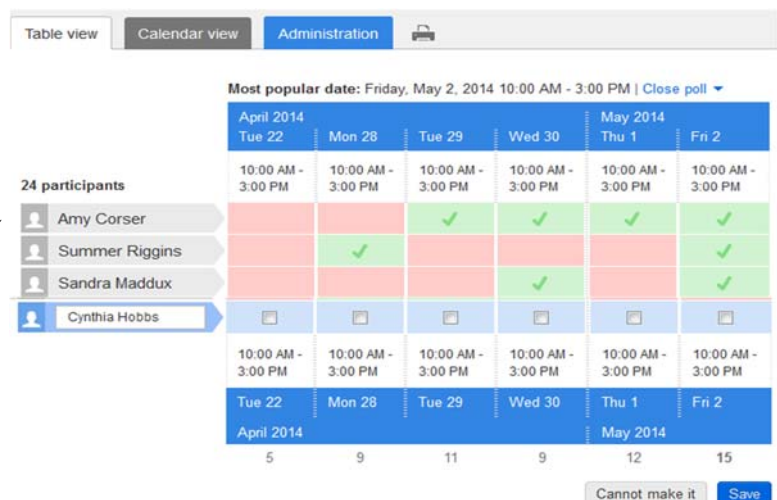 Table view Calendar view Administration
Most popular date: Friday, May 2, 2014 10:00 AM - 3:00 PM | Close poll
April 2014 May 2014
Tue 22 Mon 28 Tue 29 Wed 30 Thu 1 Fri 2
10:00 AM - 10:00 AM - 10:00 AM - 10:00 AM - 10:00 AM - 10:00 AM -
3:00 PM 3:00 PM 3:00 PM 3:00 PM 3:00 PM 3:00 PM
24 participants
Amy Corser
Summer Riggins
Sandra Maddux
Cynthia Hobbs
10:00 AM - 10:00 AM - 10:00 AM - 10:00 AM - 10:00 AM - 10:00 AM -
3:00 PM 3:00 PM 3:00 PM 3:00 PM 3:00 PM 3:00 PM
Tue 22 Mon 28 Tue 29 Wed 30 Thu 1 Fri 2
April 2014 May 2014
5 9 11 9 12 15
Cannot make it Save